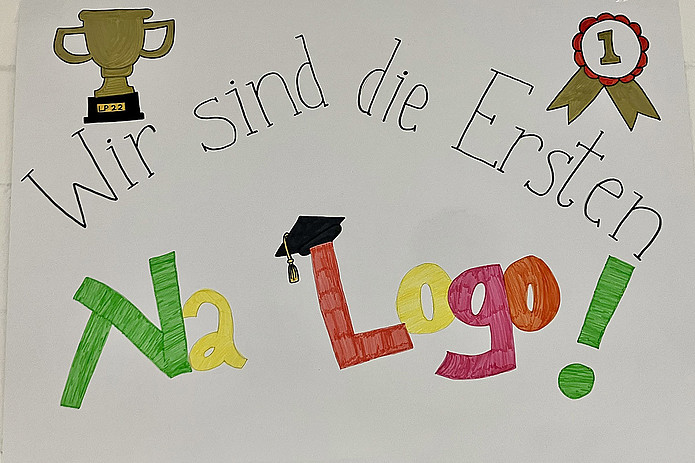 LP 22
1
Wir sind die Ersten
Na Logo!